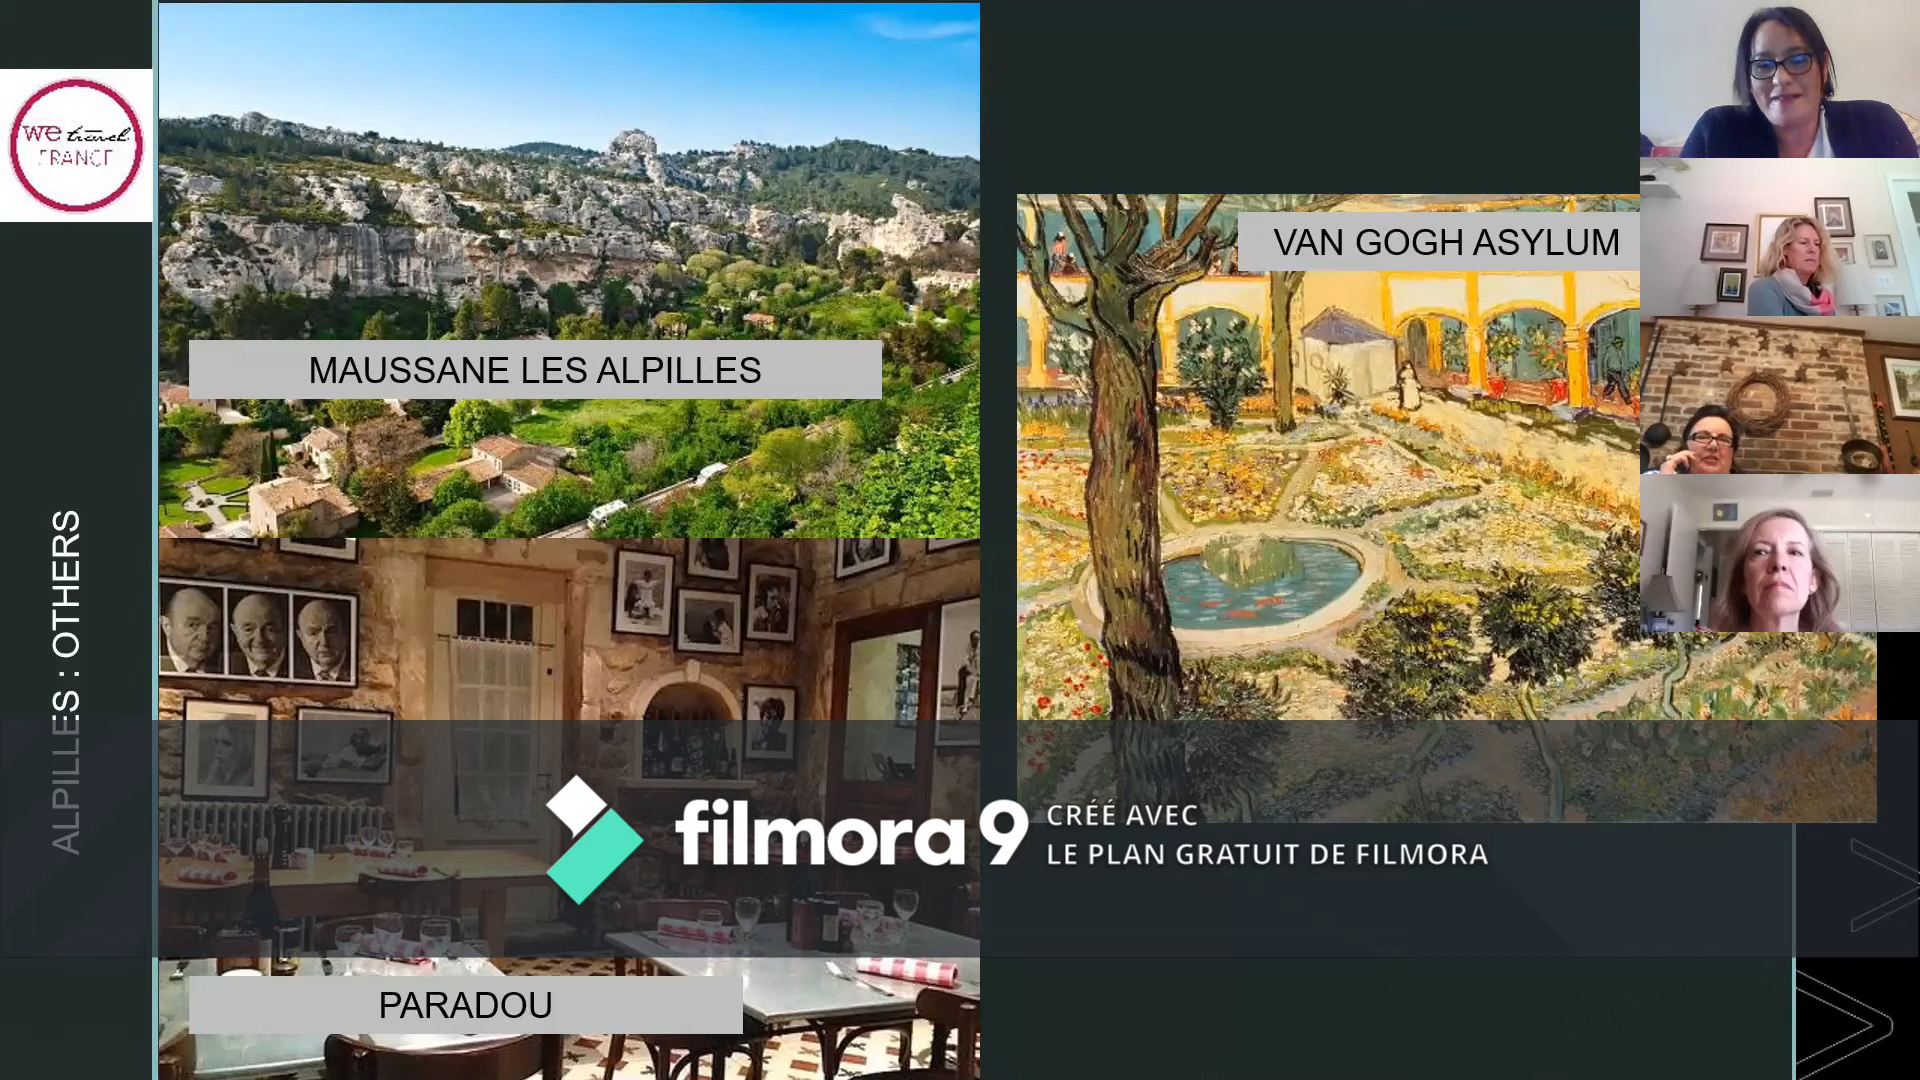 we travel
FRANCE
ALPILLES : OTHERS
MAUSSANE LES ALPILLES
VAN GOGH ASYLUM
filmora9
CRÉÉ AVEC
LE PLAN GRATUIT DE FILMORA
PARADOU